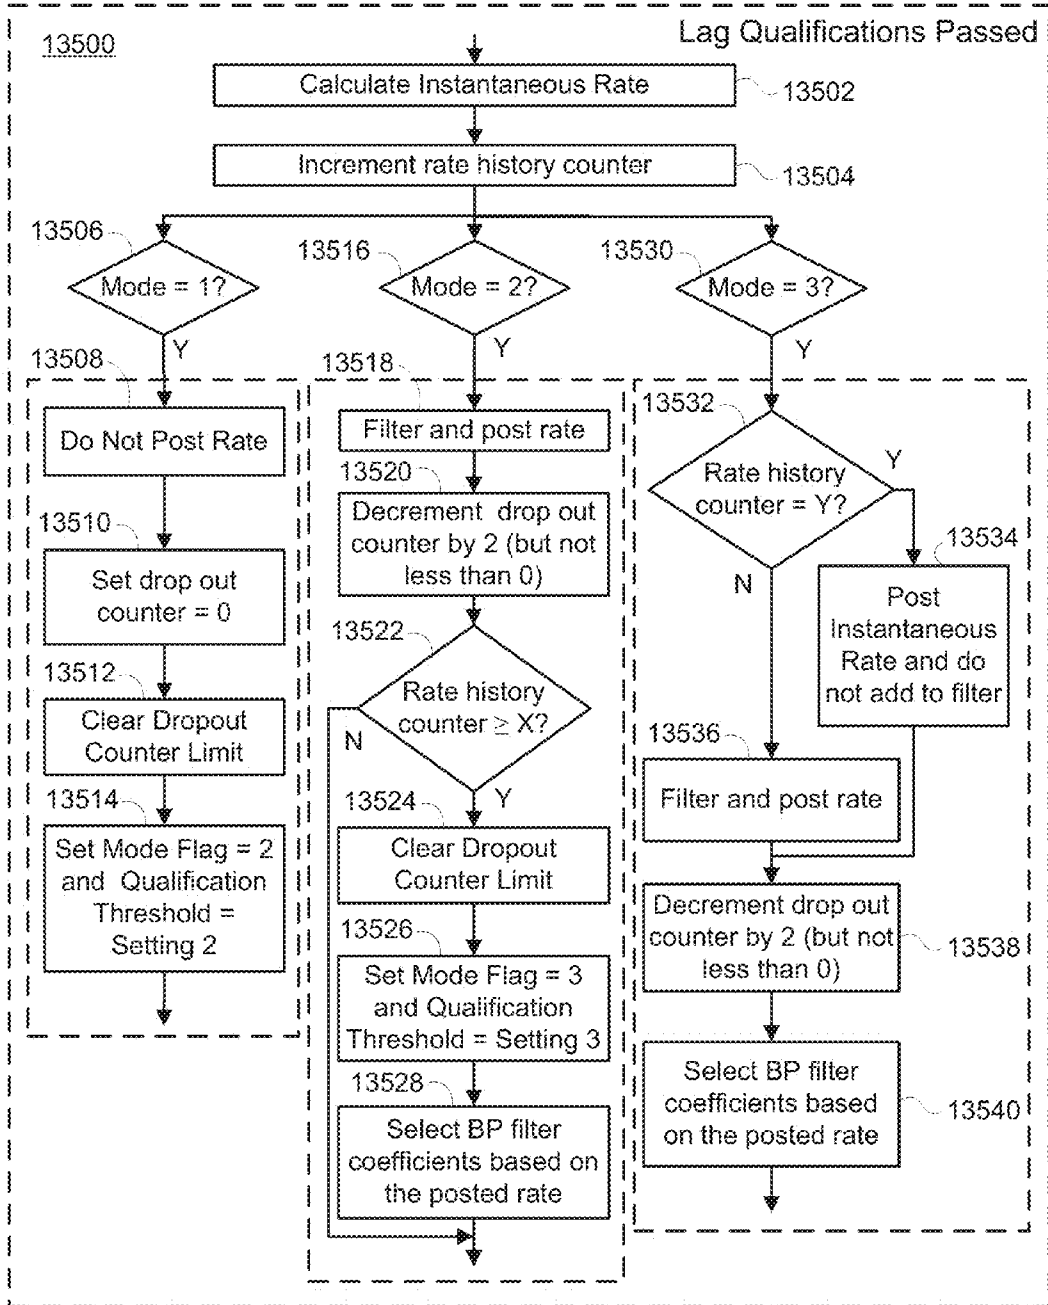 13500
Lag Qualifications Passed
Calculate Instantaneous Rate
13502
Increment rate history counter
13504
13506
Mode = 1?
Y
13508
Do Not Post Rate
13510
Set drop out
counter = 0
13512
Clear Dropout
Counter Limit
13514
Set Mode Flag = 2
and Qualification
Threshold =
Setting 2
13516
Mode = 2?
Y
13518
Filter and post rate
13520
Decrement drop out
counter by 2 (but not
less than 0)
13522
Rate history
counter ≥ X?
N
Y
13524
Clear Dropout
Counter Limit
13526
Set Mode Flag = 3
and Qualification
Threshold = Setting 3
13528
Select BP filter
coefficients based on
the posted rate
13530
Mode = 3?
Y
13532
Rate history
counter = Y?
Y
N
13534
Post
Instantaneous
Rate and do
not add to filter
13536
Filter and post rate
Decrement drop out
counter by 2 (but not
less than 0)
13538
Select BP filter
coefficients based
on the posted rate
13540